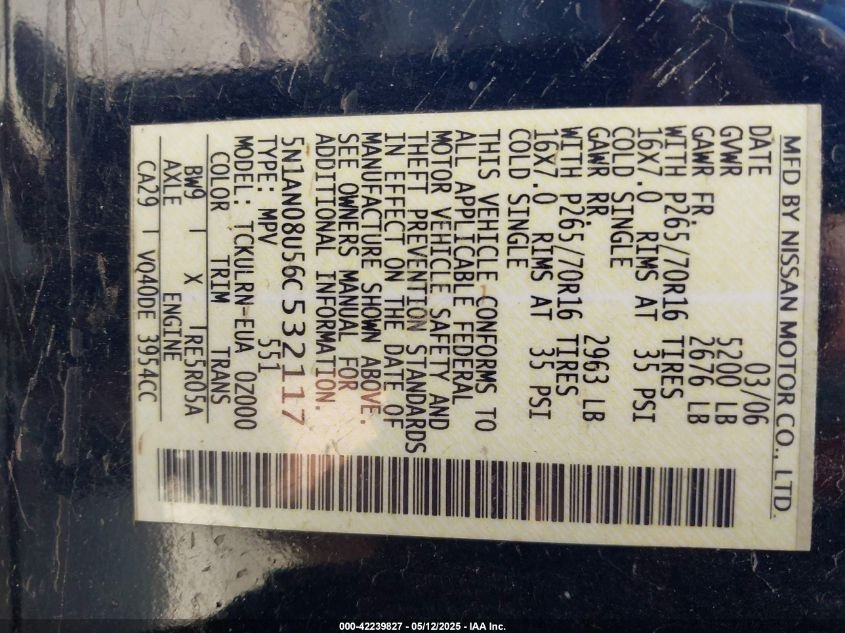 MFD BY NISSAN MOTOR CO., LTD.
DATE 03/06
GVWR 5200 LB
GAWR FR. 2676 LB
WITH P265/70R16 TIRES
16X7.0 RIMS AT 35 PSI
COLD SINGLE
GAWR RR. 2963 LB
WITH P265/70R16 TIRES
16X7.0 RIMS AT 35 PSI
COLD SINGLE
THIS VEHICLE CONFORMS TO
ALL APPLICABLE FEDERAL
MOTOR VEHICLE SAFETY AND
THEFT PREVENTION STANDARDS
IN EFFECT ON THE DATE OF
MANUFACTURE SHOWN ABOVE.
SEE OWNERS MANUAL FOR
ADDITIONAL INFORMATION.
5N1AN08U56C532117
TYPE: MPV 551
MODEL: TCKULRN-EUA OZ000
COLOR TRIM TRANS
BW9 | X | RE5R05A
AXLE ENGINE
CA29 | VQ40DE 3954CC
000-42239827 - 05/12/2025 - IAA Inc.